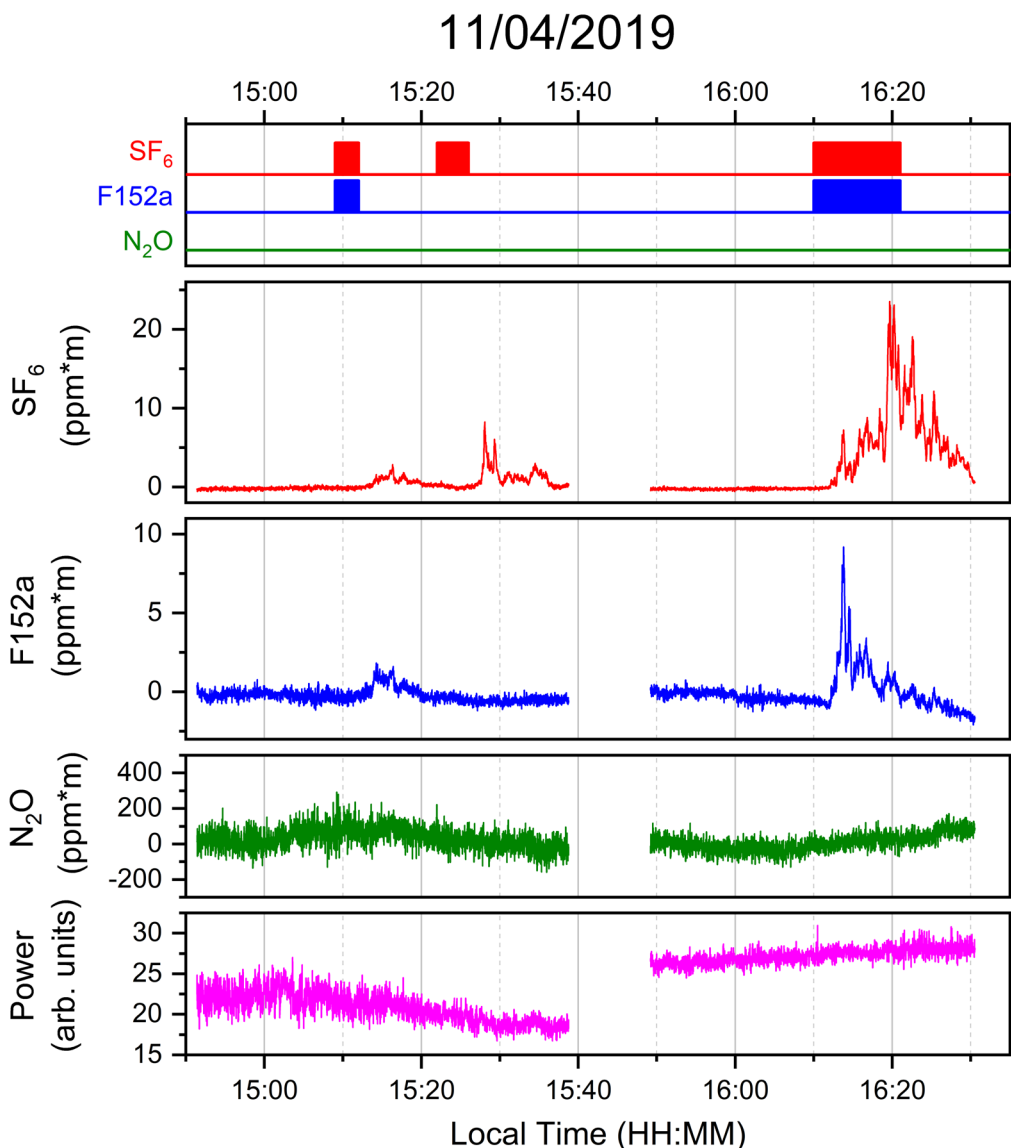 11/04/2019
15:00 15:20 15:40 16:00 16:20
SF6
F152a
N2O
SF6
(ppm*m)
20
10
0
F152a
(ppm*m)
10
5
0
N2O
(ppm*m)
400
200
0
-200
Power
(arb. units)
30
25
20
15
15:00 15:20 15:40 16:00 16:20
Local Time (HH:MM)